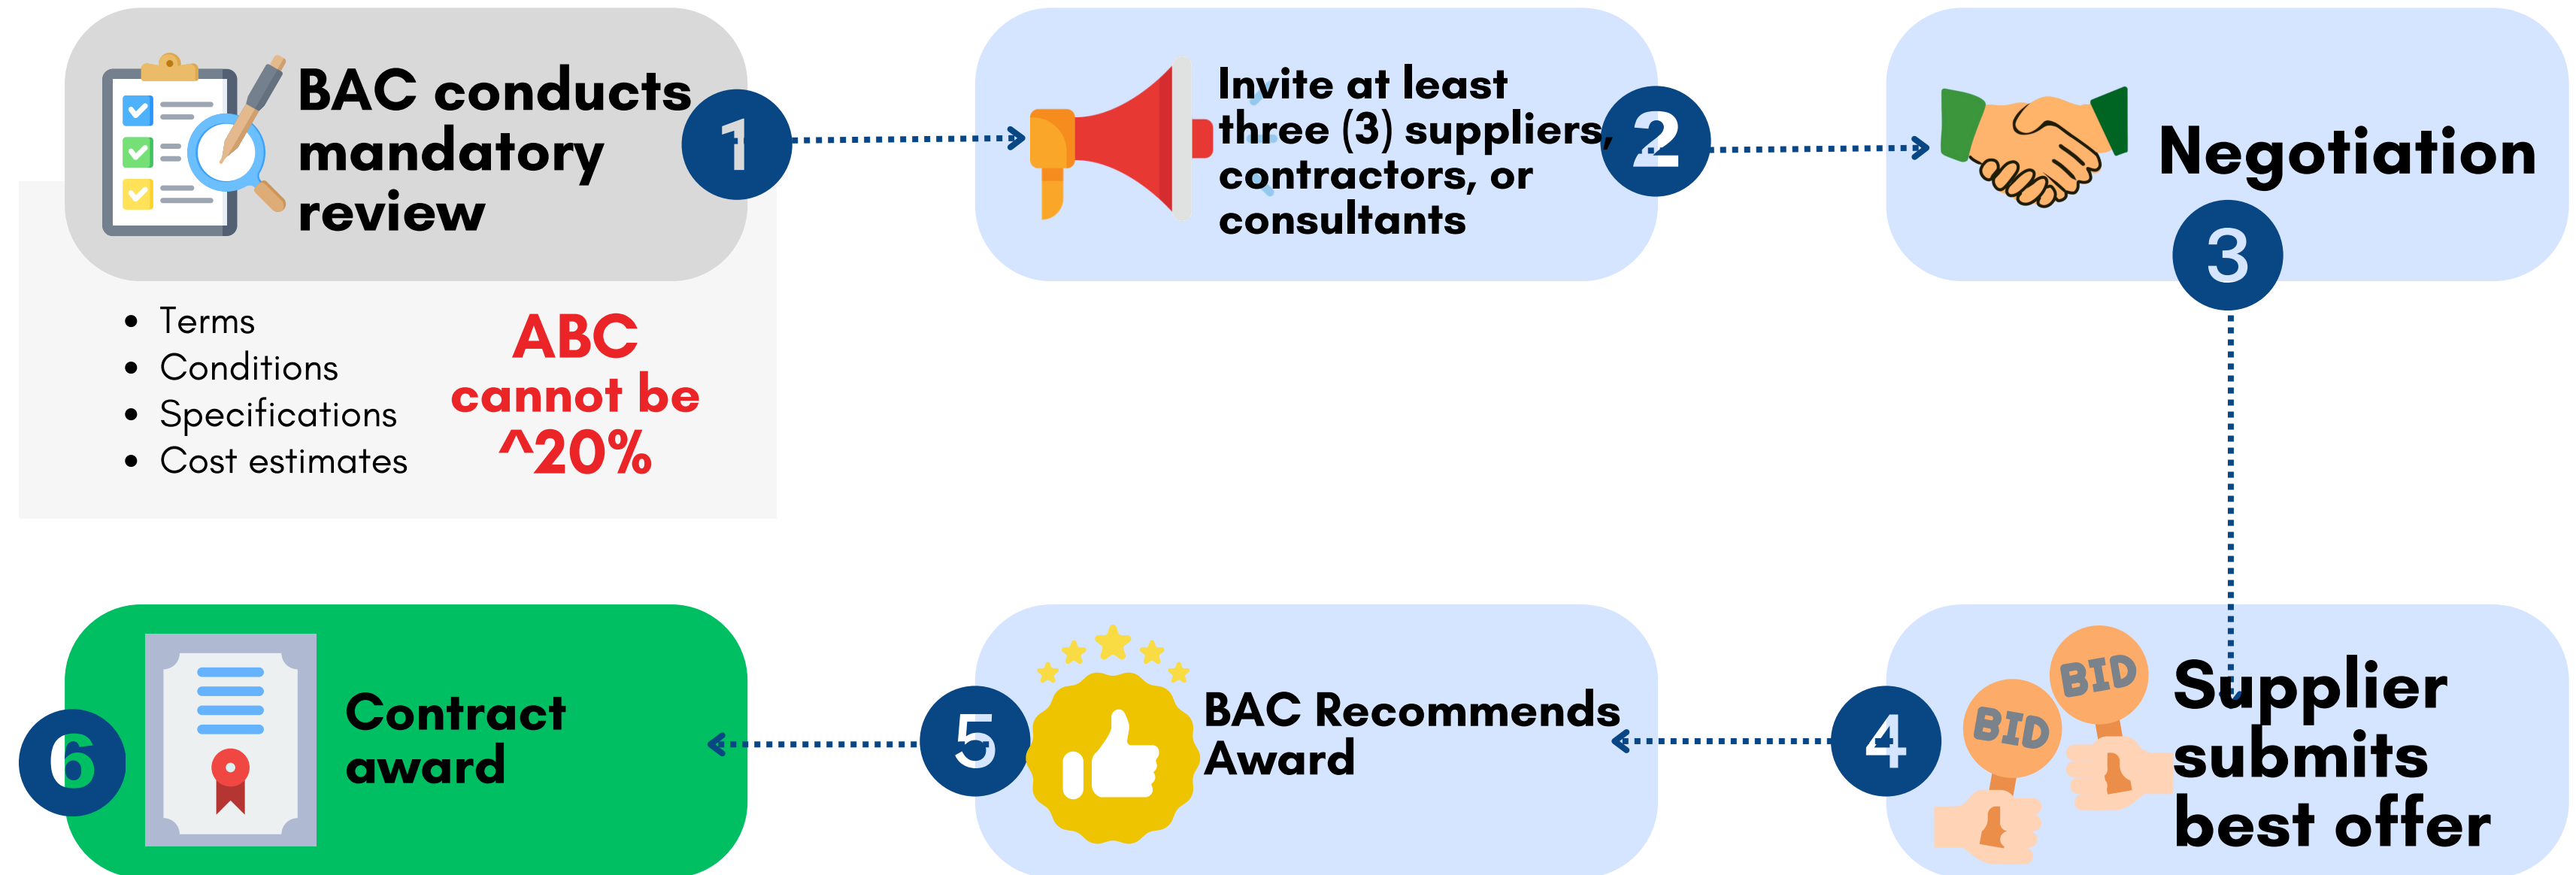 BAC conducts
mandatory
review
1
• Terms
• Conditions
• Specifications
• Cost estimates
ABC
cannot be
^20%
Invite at least
three (3) suppliers,
contractors, or
consultants
2
Negotiation
3
BID
BID
Supplier
submits
best offer
4
BAC Recommends
Award
5
Contract
award
6